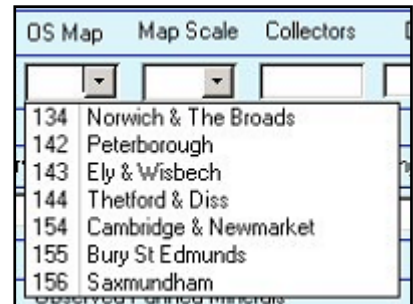 OS Map Map Scale Collectors
134 Norwich & The Broads
142 Peterborough
143 Ely & Wisbech
144 Thetford & Diss
154 Cambridge & Newmarket
155 Bury St Edmunds
156 Saxmundham